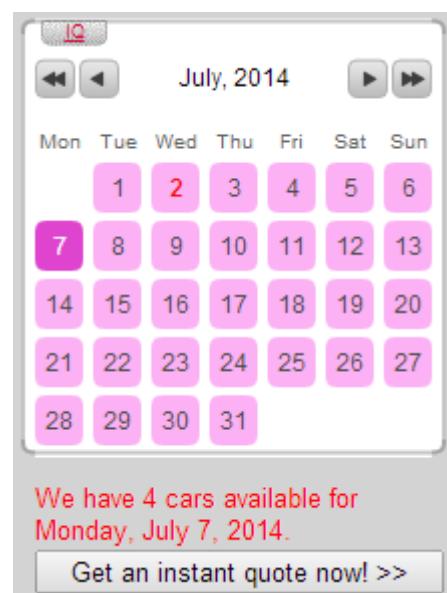 IQ
July, 2014
Mon Tue Wed Thu Fri Sat Sun
1 2 3 4 5 6
7 8 9 10 11 12 13
14 15 16 17 18 19 20
21 22 23 24 25 26 27
28 29 30 31
We have 4 cars available for
Monday, July 7, 2014.
Get an instant quote now! >>